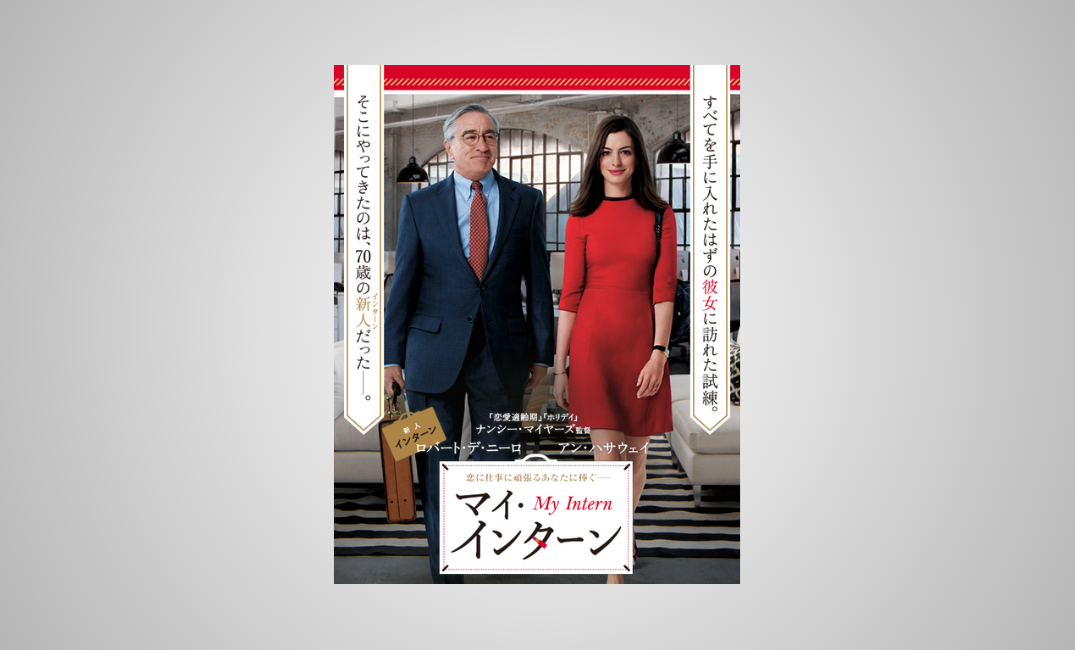 すべてを手に入れたはずの彼女に訪れた試練。
そこにやってきたのは、70歳の新人だった──。
インターン
『恋愛適齢期』『ホリデイ』
ナンシー・マイヤーズ監督
新人
インターン
ロバート・デ・ニーロ
アン・ハサウェイ
恋に仕事に頑張るあなたに捧ぐ──
マイ・
My Intern
インターン